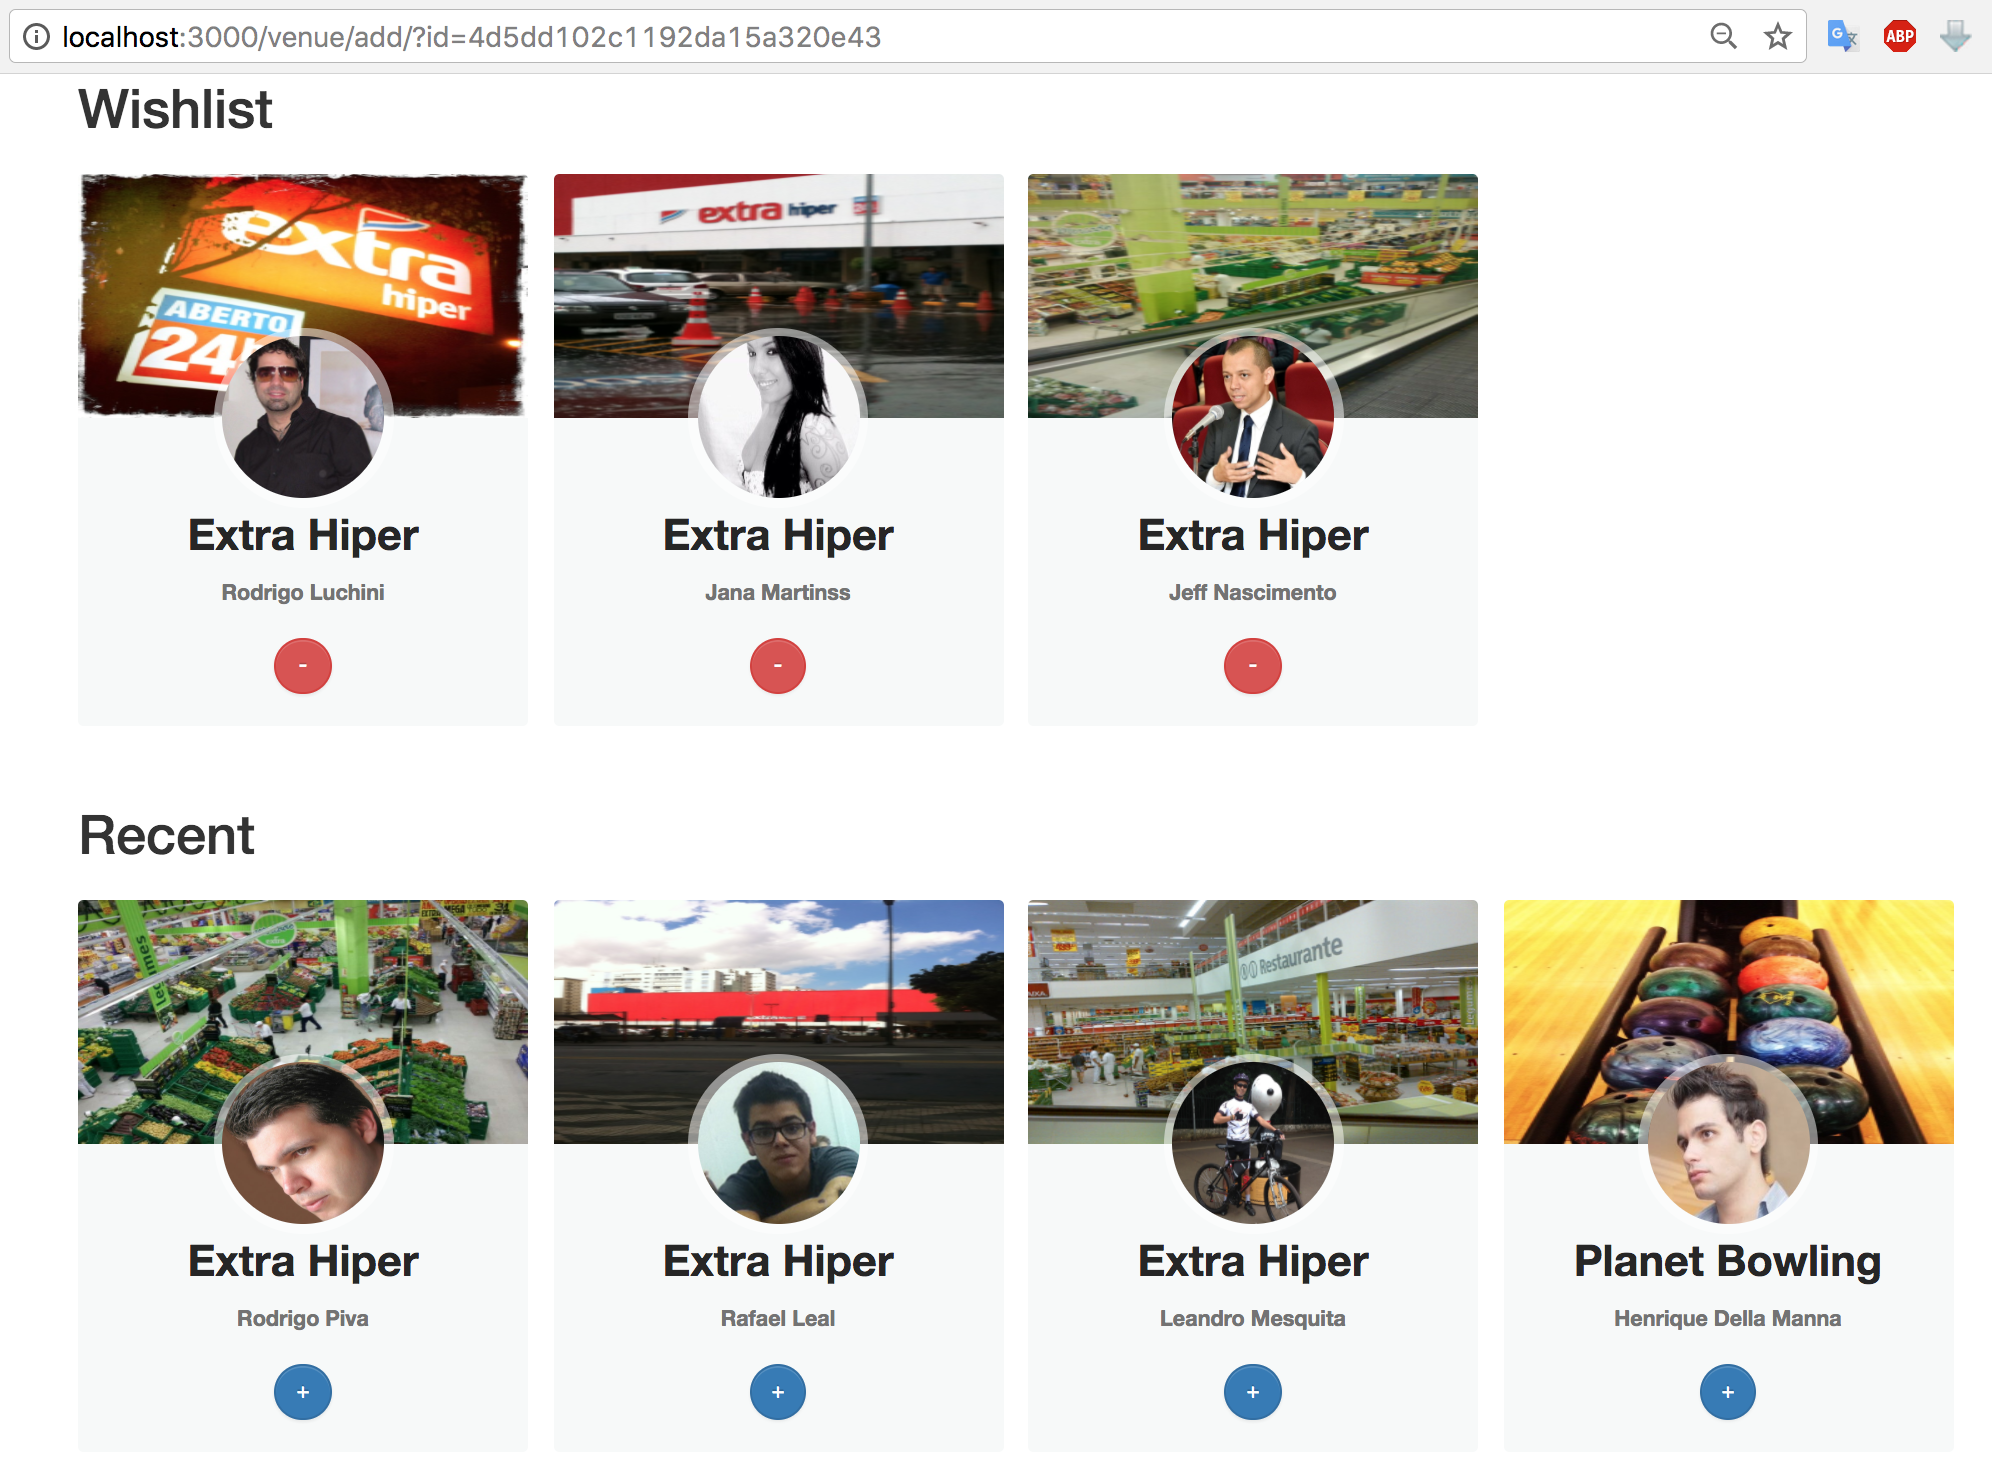 localhost:3000/venue/add/?id=4d5dd102c1192da15a320e43
ABP
Wishlist
extra
hiper
ABERTO
24h
extra hiper
Extra Hiper
Rodrigo Luchini
-
Extra Hiper
Jana Martinss
-
Extra Hiper
Jeff Nascimento
-
Recent
Restaurante
Extra Hiper
Rodrigo Piva
+
Extra Hiper
Rafael Leal
+
Extra Hiper
Leandro Mesquita
+
Planet Bowling
Henrique Della Manna
+